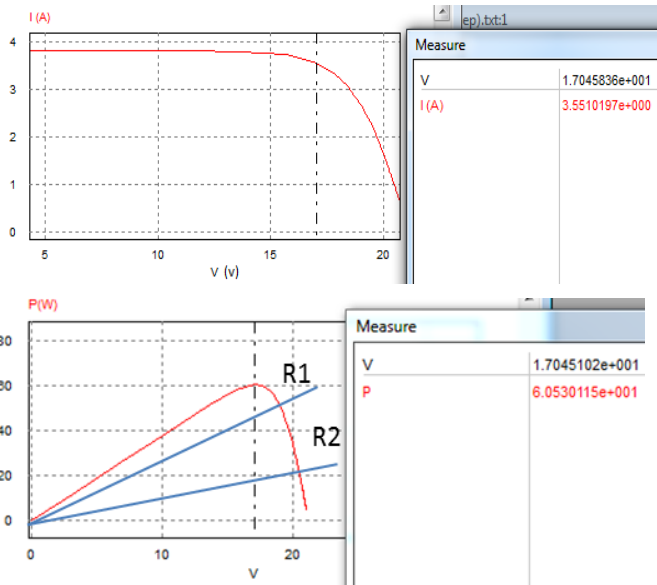 I (A)
ep).txt:1
4
3
2
1
0
5
10
15
20
V (v)
Measure
V
1.7045836e+001
I (A)
3.5510197e+000
P(W)
80
60
40
20
0
0
10
20
V
R1
R2
Measure
V
1.7045102e+001
P
6.0530115e+001